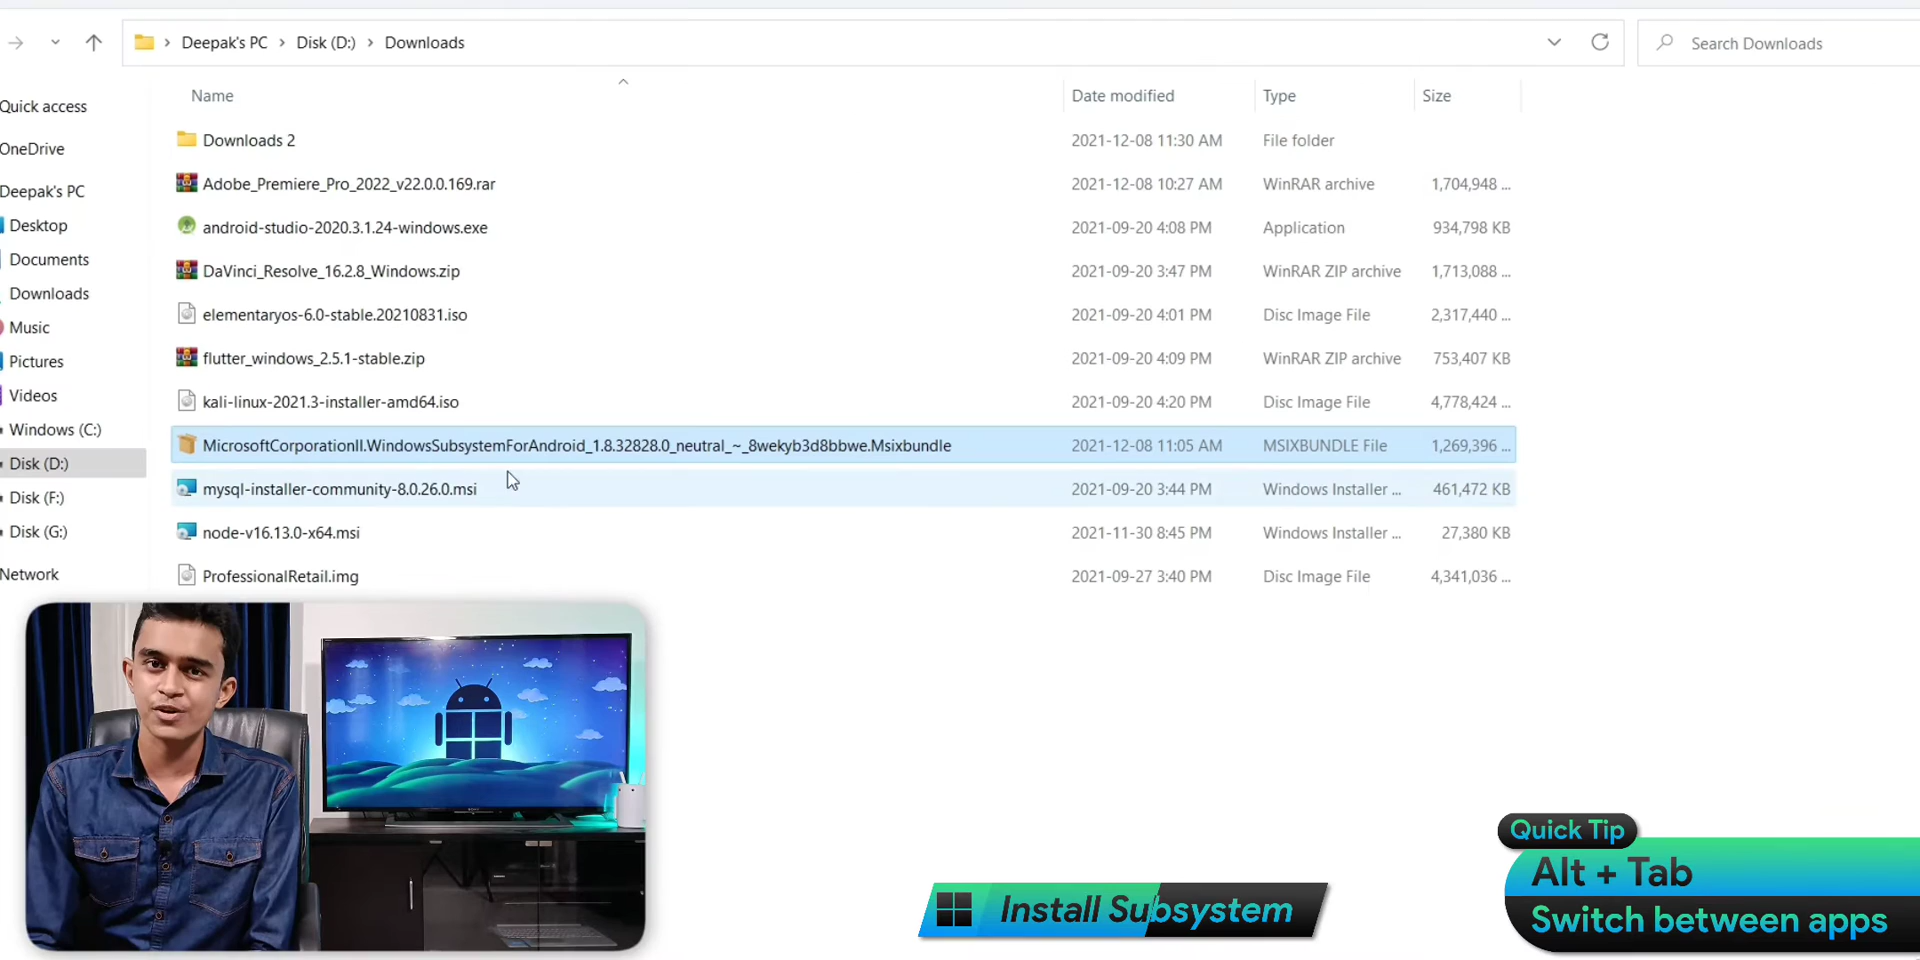 Deepak's PC > Disk (D:) > Downloads
Search Downloads
Name Date modified Type Size
Quick access
OneDrive
Deepak's PC
Desktop
Documents
Downloads
Music
Pictures
Videos
Windows (C:)
Disk (D:)
Disk (F:)
Disk (G:)
Network
Downloads 2 2021-12-08 11:30 AM File folder
Adobe_Premiere_Pro_2022_v22.0.0.169.rar 2021-12-08 10:27 AM WinRAR archive 1,704,948 ...
android-studio-2020.3.1.24-windows.exe 2021-09-20 4:08 PM Application 934,798 KB
DaVinci_Resolve_16.2.8_Windows.zip 2021-09-20 3:47 PM WinRAR ZIP archive 1,713,088 ...
elementaryos-6.0-stable.20210831.iso 2021-09-20 4:01 PM Disc Image File 2,317,440 ...
flutter_windows_2.5.1-stable.zip 2021-09-20 4:09 PM WinRAR ZIP archive 753,407 KB
kali-linux-2021.3-installer-amd64.iso 2021-09-20 4:20 PM Disc Image File 4,778,424 ...
MicrosoftCorporationII.WindowsSubsystemForAndroid_1.8.32828.0_neutral_~_8wekyb3d8bbwe.Msixbundle 2021-12-08 11:05 AM MSIXBUNDLE File 1,269,396 ...
mysql-installer-community-8.0.26.0.msi 2021-09-20 3:44 PM Windows Installer ... 461,472 KB
node-v16.13.0-x64.msi 2021-11-30 8:45 PM Windows Installer ... 27,380 KB
ProfessionalRetail.img 2021-09-27 3:40 PM Disc Image File 4,341,036 ...
Install Subsystem
Quick Tip
Alt + Tab
Switch between apps